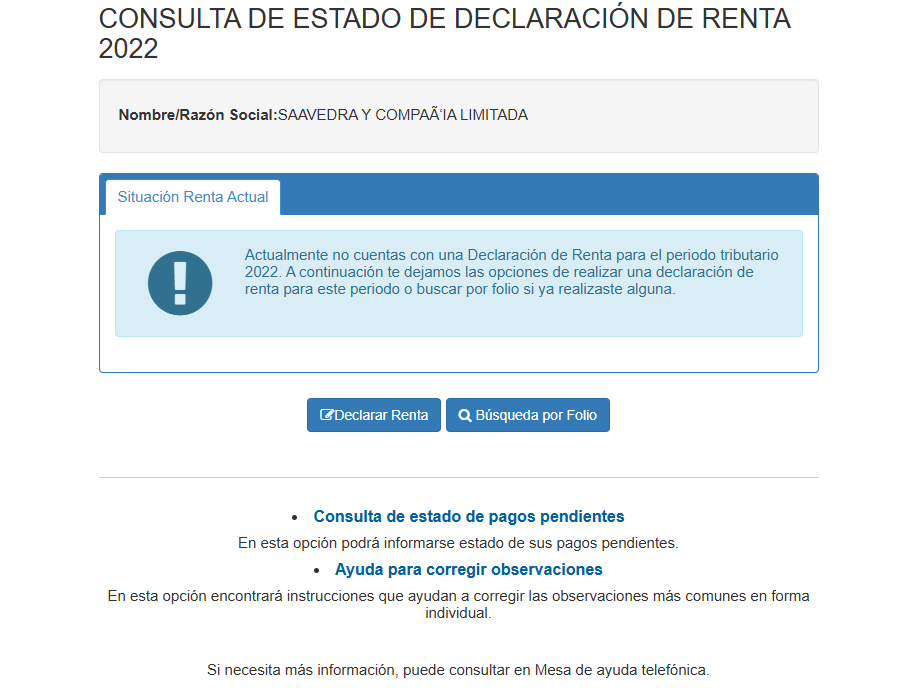 CONSULTA DE ESTADO DE DECLARACIÓN DE RENTA
2022
Nombre/Razón Social:SAAVEDRA Y COMPAÃ‘IA LIMITADA
Situación Renta Actual
Actualmente no cuentas con una Declaración de Renta para el periodo tributario
2022. A continuación te dejamos las opciones de realizar una declaración de
renta para este periodo o buscar por folio si ya realizaste alguna.
Declarar Renta Búsqueda por Folio
• Consulta de estado de pagos pendientes
En esta opción podrá informarse estado de sus pagos pendientes.
• Ayuda para corregir observaciones
En esta opción encontrará instrucciones que ayudan a corregir las observaciones más comunes en forma
individual.
Si necesita más información, puede consultar en Mesa de ayuda telefónica.